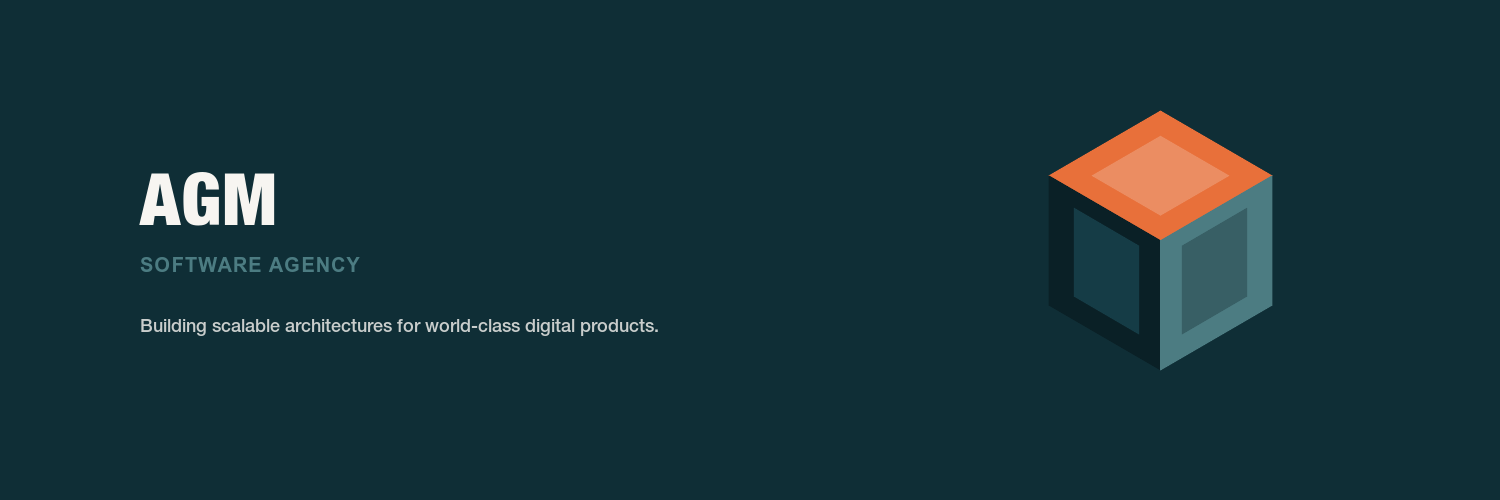 AGM
SOFTWARE AGENCY
Building scalable architectures for world-class digital products.